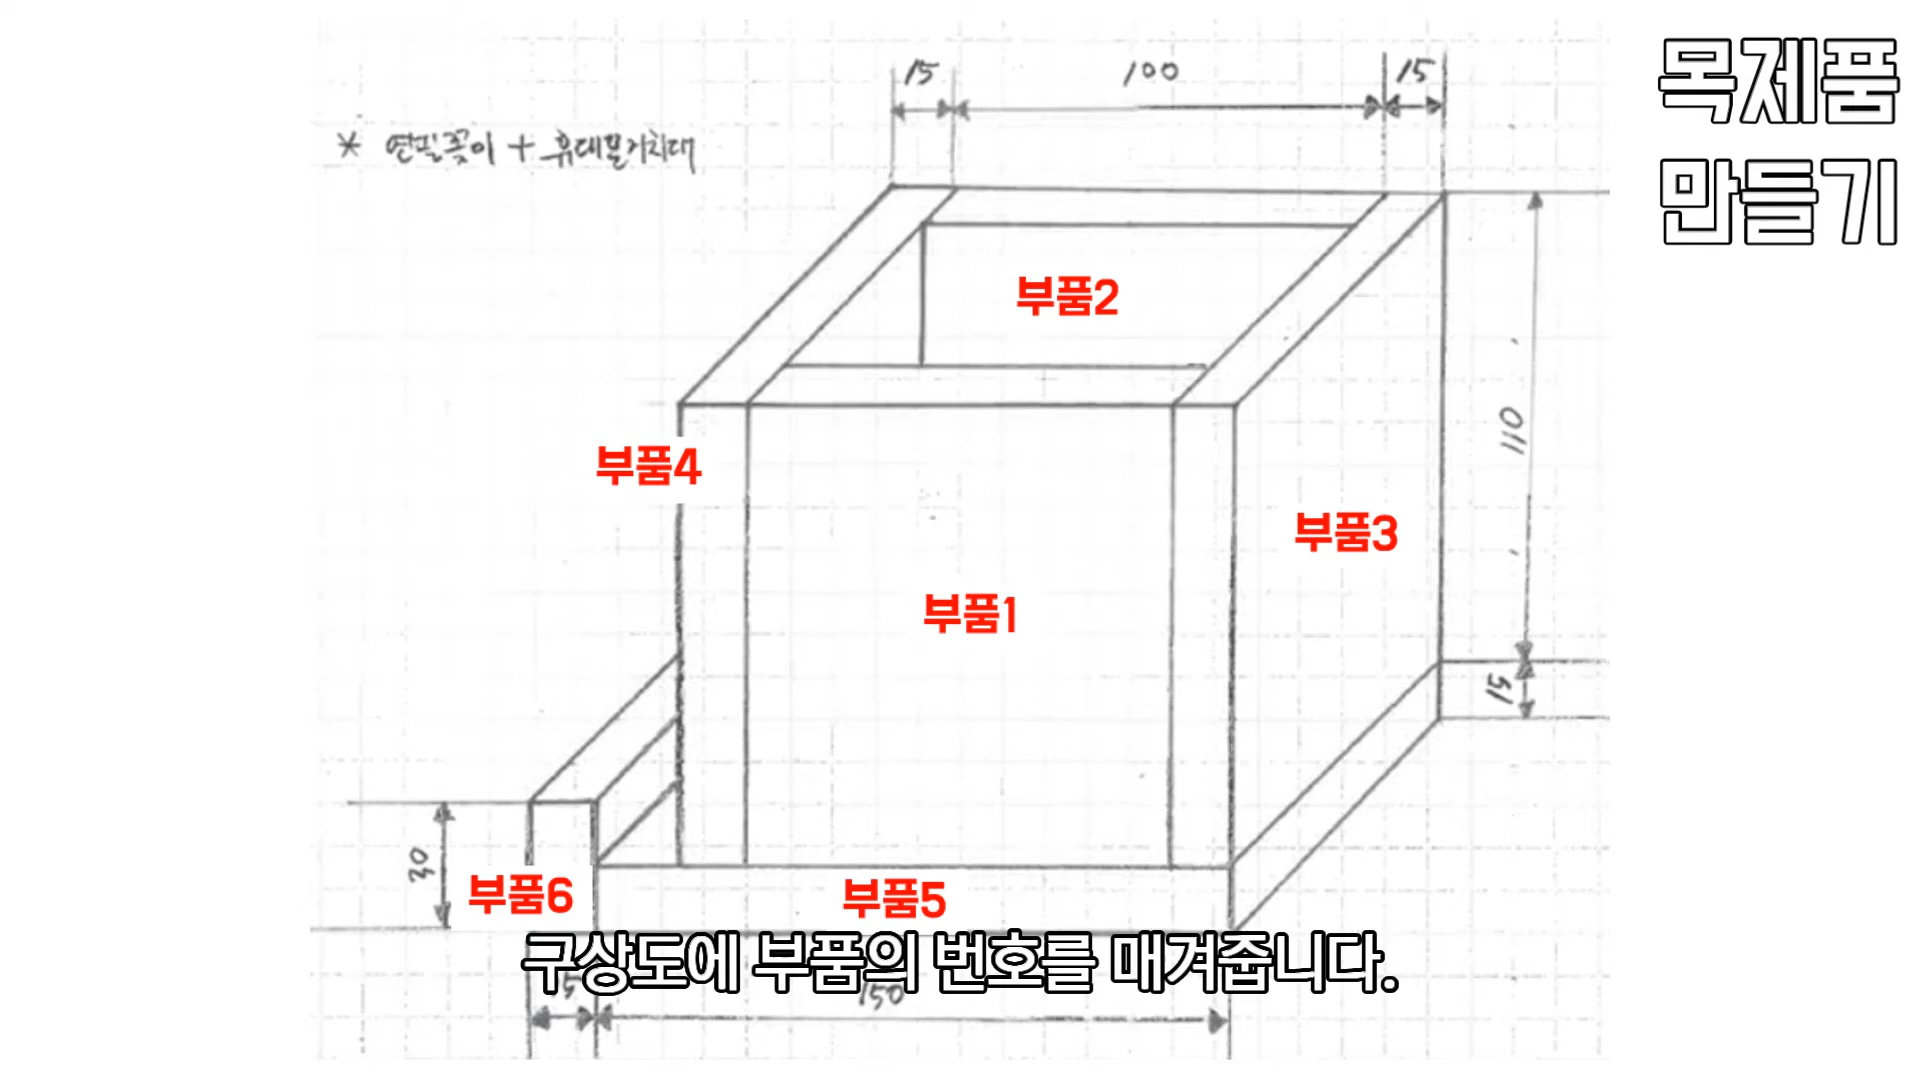 목제품
만들기
15 100 15
* 연필꽂이 + 휴대폰거치대
부품2
부품4
110
부품3
부품1
15
30
부품6
부품5
구상도에 부품의 번호를 매겨줍니다.
15 150